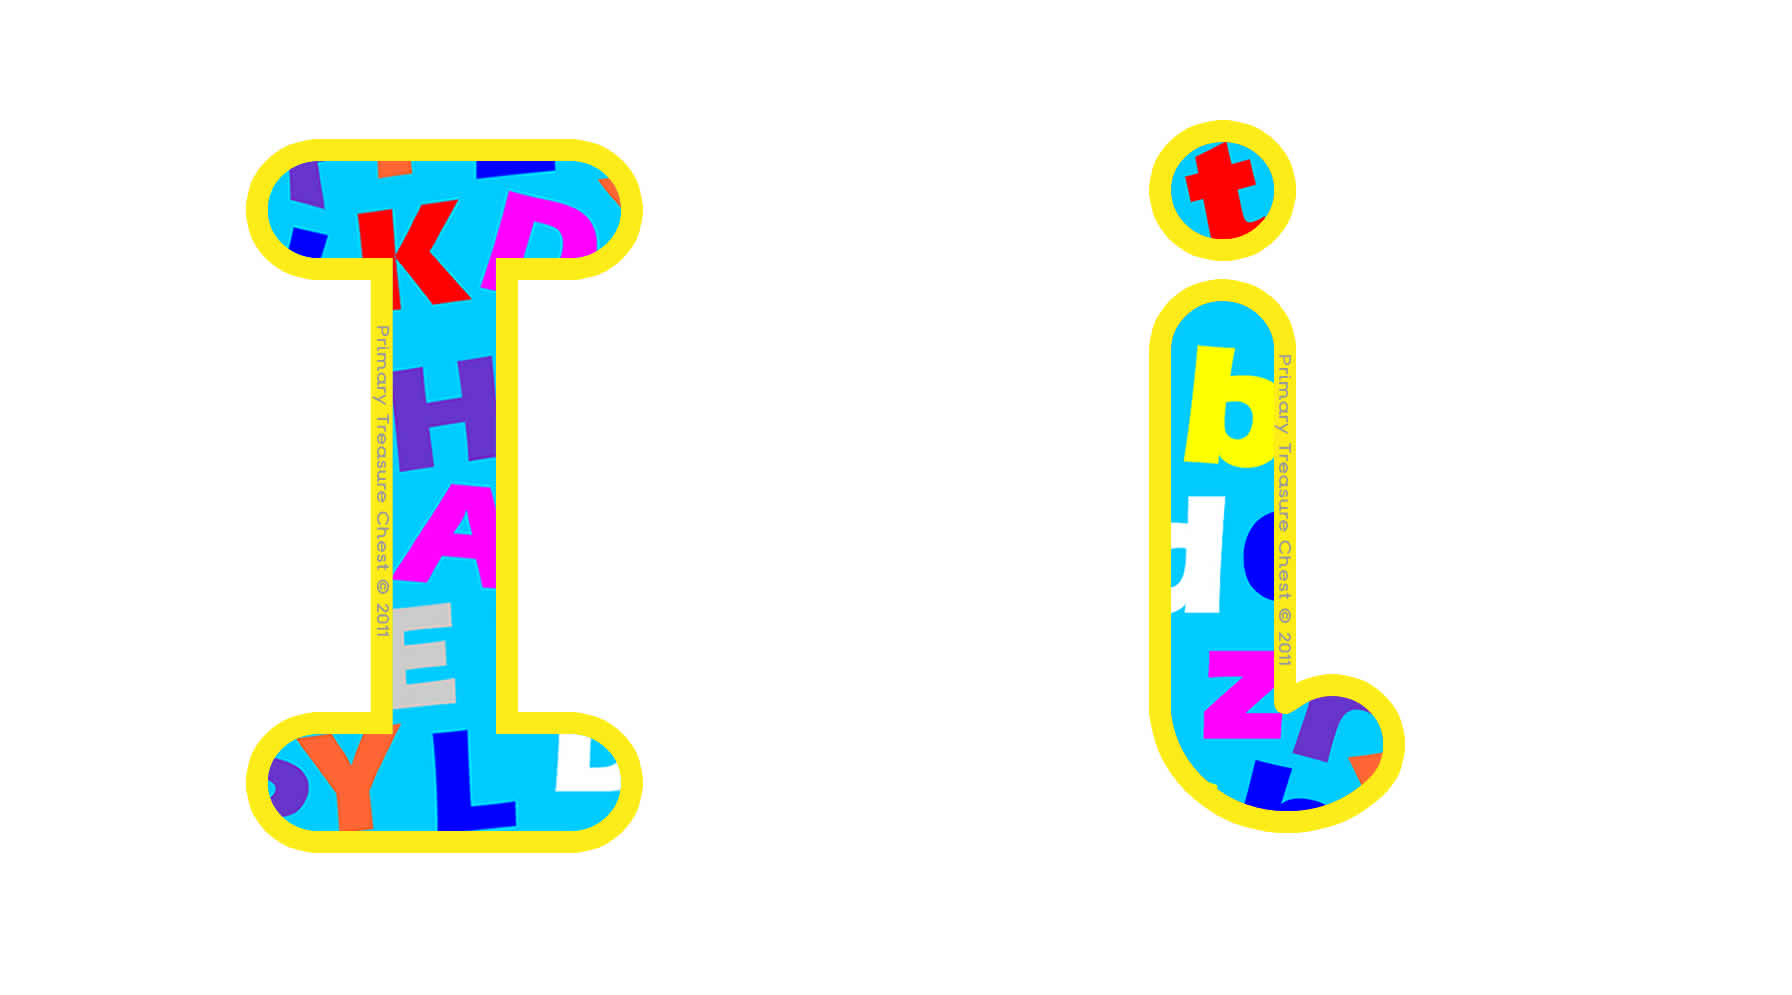 I i
K
H
A
E
Y L
t
b
d
z
Primary Treasure Chest © 2011
Primary Treasure Chest © 2011